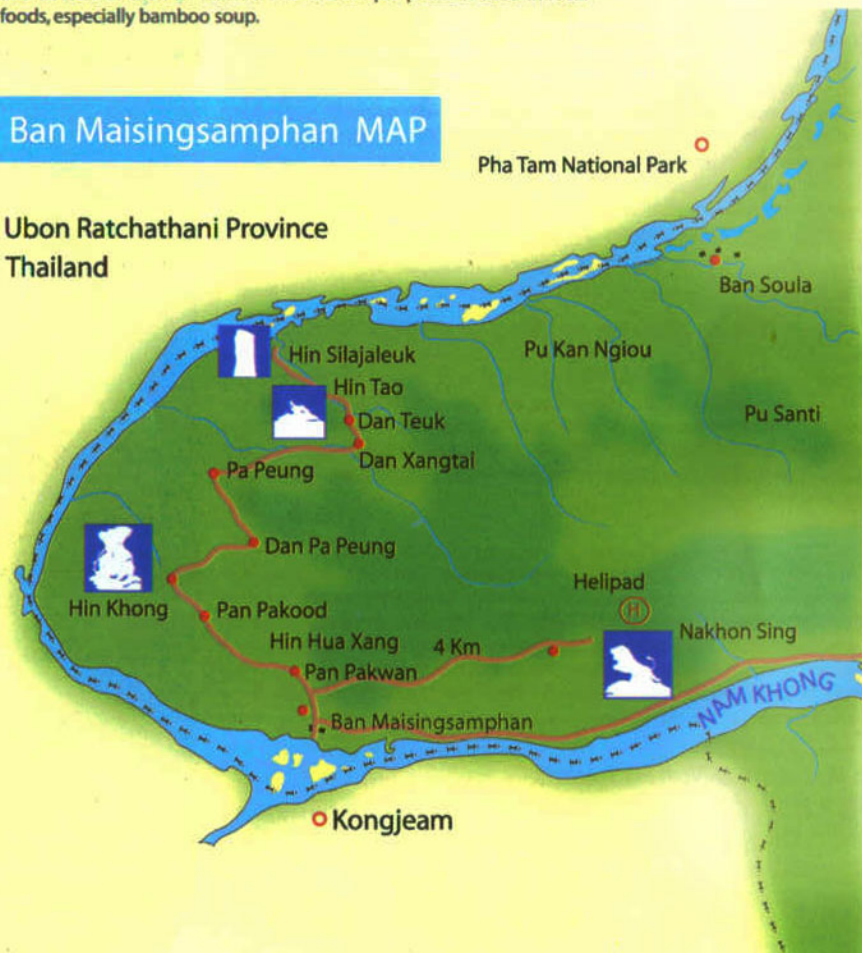 foods, especially bamboo soup.
Ban Maisingsamphan MAP
Pha Tam National Park
Ubon Ratchathani Province
Thailand
Ban Soula
Hin Silajaleuk
Pu Kan Ngiou
Hin Tao
Dan Teuk
Pu Santi
Dan Xangtai
Pa Peung
Dan Pa Peung
Helipad
H
Hin Khong
Pan Pakood
Nakhon Sing
Hin Hua Xang
4 Km
Pan Pakwan
NAM KHONG
Ban Maisingsamphan
Kongjeam